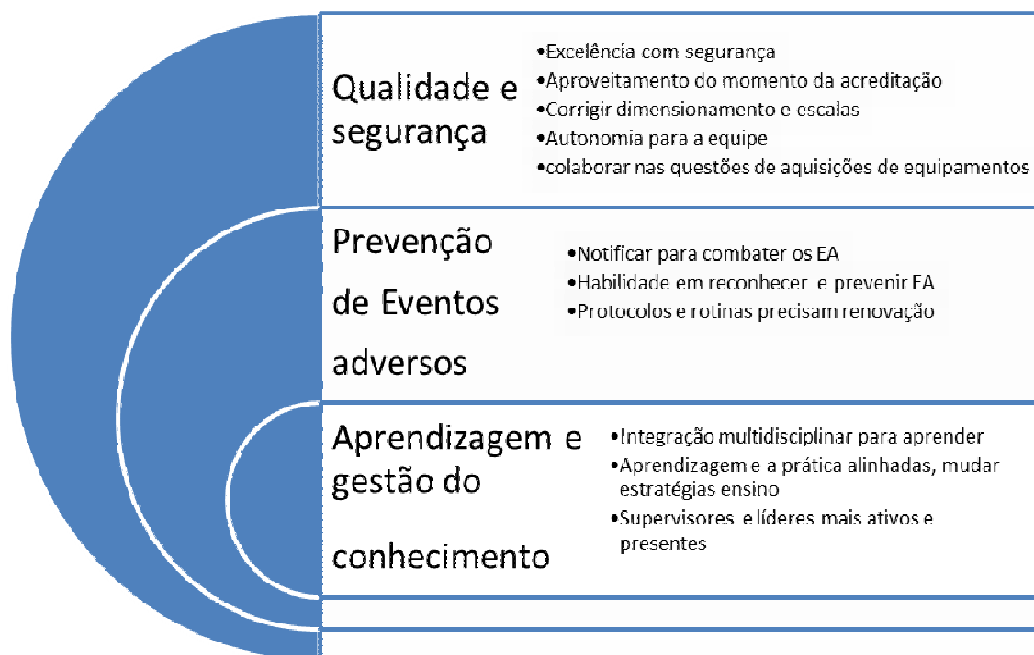 Qualidade e
segurança
•Excelência com segurança
•Aproveitamento do momento da acreditação
•Corrigir dimensionamento e escalas
•Autonomia para a equipe
•colaborar nas questões de aquisições de equipamentos
Prevenção
de Eventos
adversos
•Notificar para combater os EA
•Habilidade em reconhecer e prevenir EA
•Protocolos e rotinas precisam renovação
Aprendizagem e
gestão do
conhecimento
•Integração multidisciplinar para aprender
•Aprendizagem e a prática alinhadas, mudar
estratégias ensino
•Supervisores e líderes mais ativos e
presentes